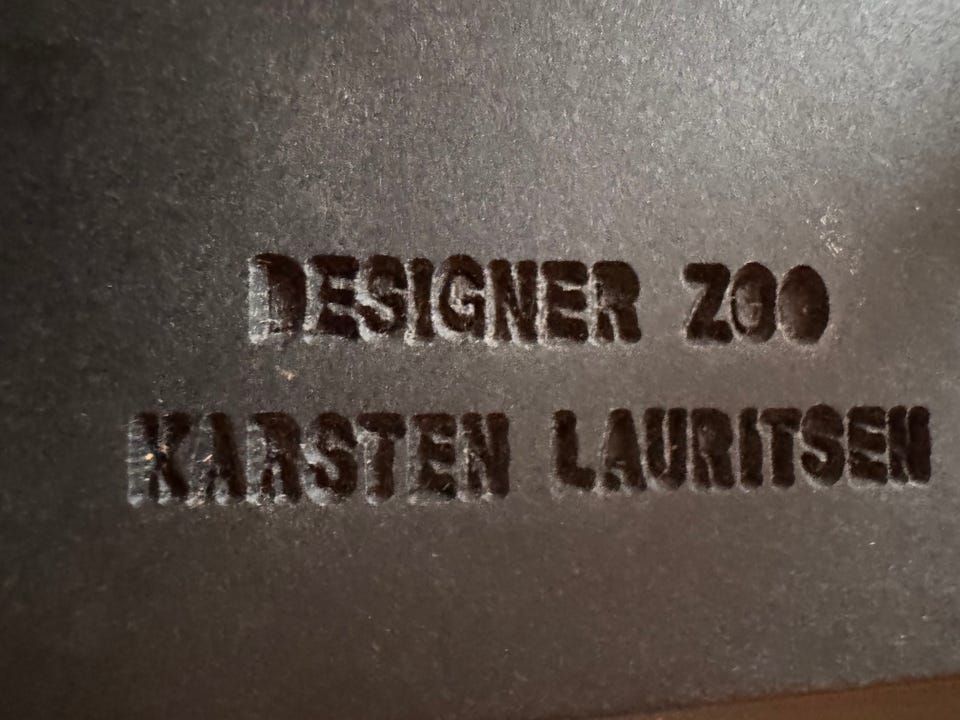 DESIGNER ZOO
KARSTEN LAURITSEN